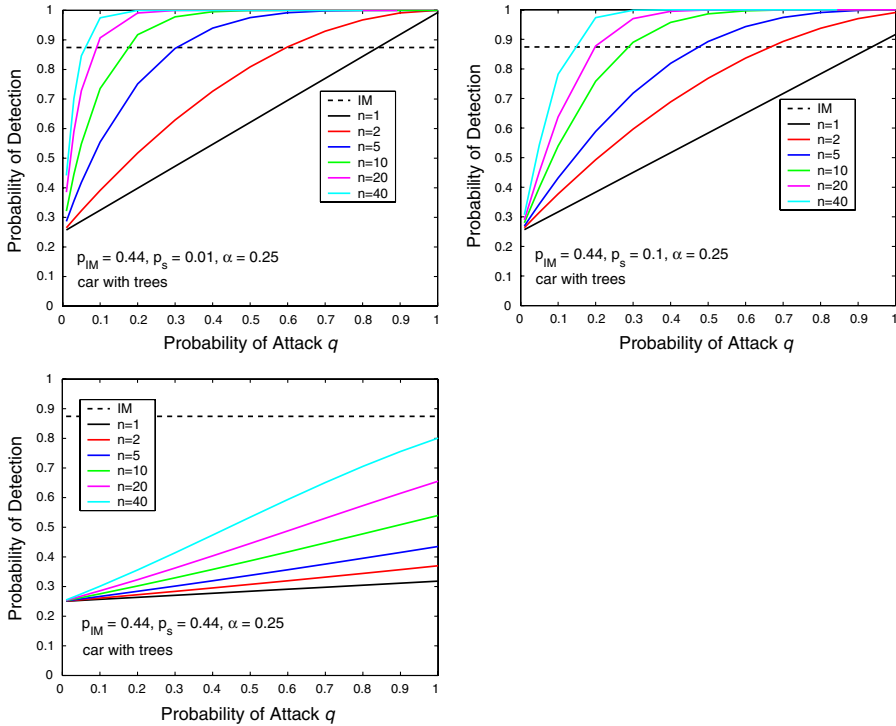 1
0.9
0.8
0.7
0.6
0.5
0.4
0.3
0.2
0.1
0
Probability of Detection
IM
n=1
n=2
n=5
n=10
n=20
n=40
p_IM = 0.44, p_s = 0.01, α = 0.25
car with trees
0 0.1 0.2 0.3 0.4 0.5 0.6 0.7 0.8 0.9 1
Probability of Attack q
1
0.9
0.8
0.7
0.6
0.5
0.4
0.3
0.2
0.1
0
Probability of Detection
IM
n=1
n=2
n=5
n=10
n=20
n=40
p_IM = 0.44, p_s = 0.1, α = 0.25
car with trees
0 0.1 0.2 0.3 0.4 0.5 0.6 0.7 0.8 0.9 1
Probability of Attack q
1
0.9
0.8
0.7
0.6
0.5
0.4
0.3
0.2
0.1
0
Probability of Detection
IM
n=1
n=2
n=5
n=10
n=20
n=40
p_IM = 0.44, p_s = 0.44, α = 0.25
car with trees
0 0.1 0.2 0.3 0.4 0.5 0.6 0.7 0.8 0.9 1
Probability of Attack q